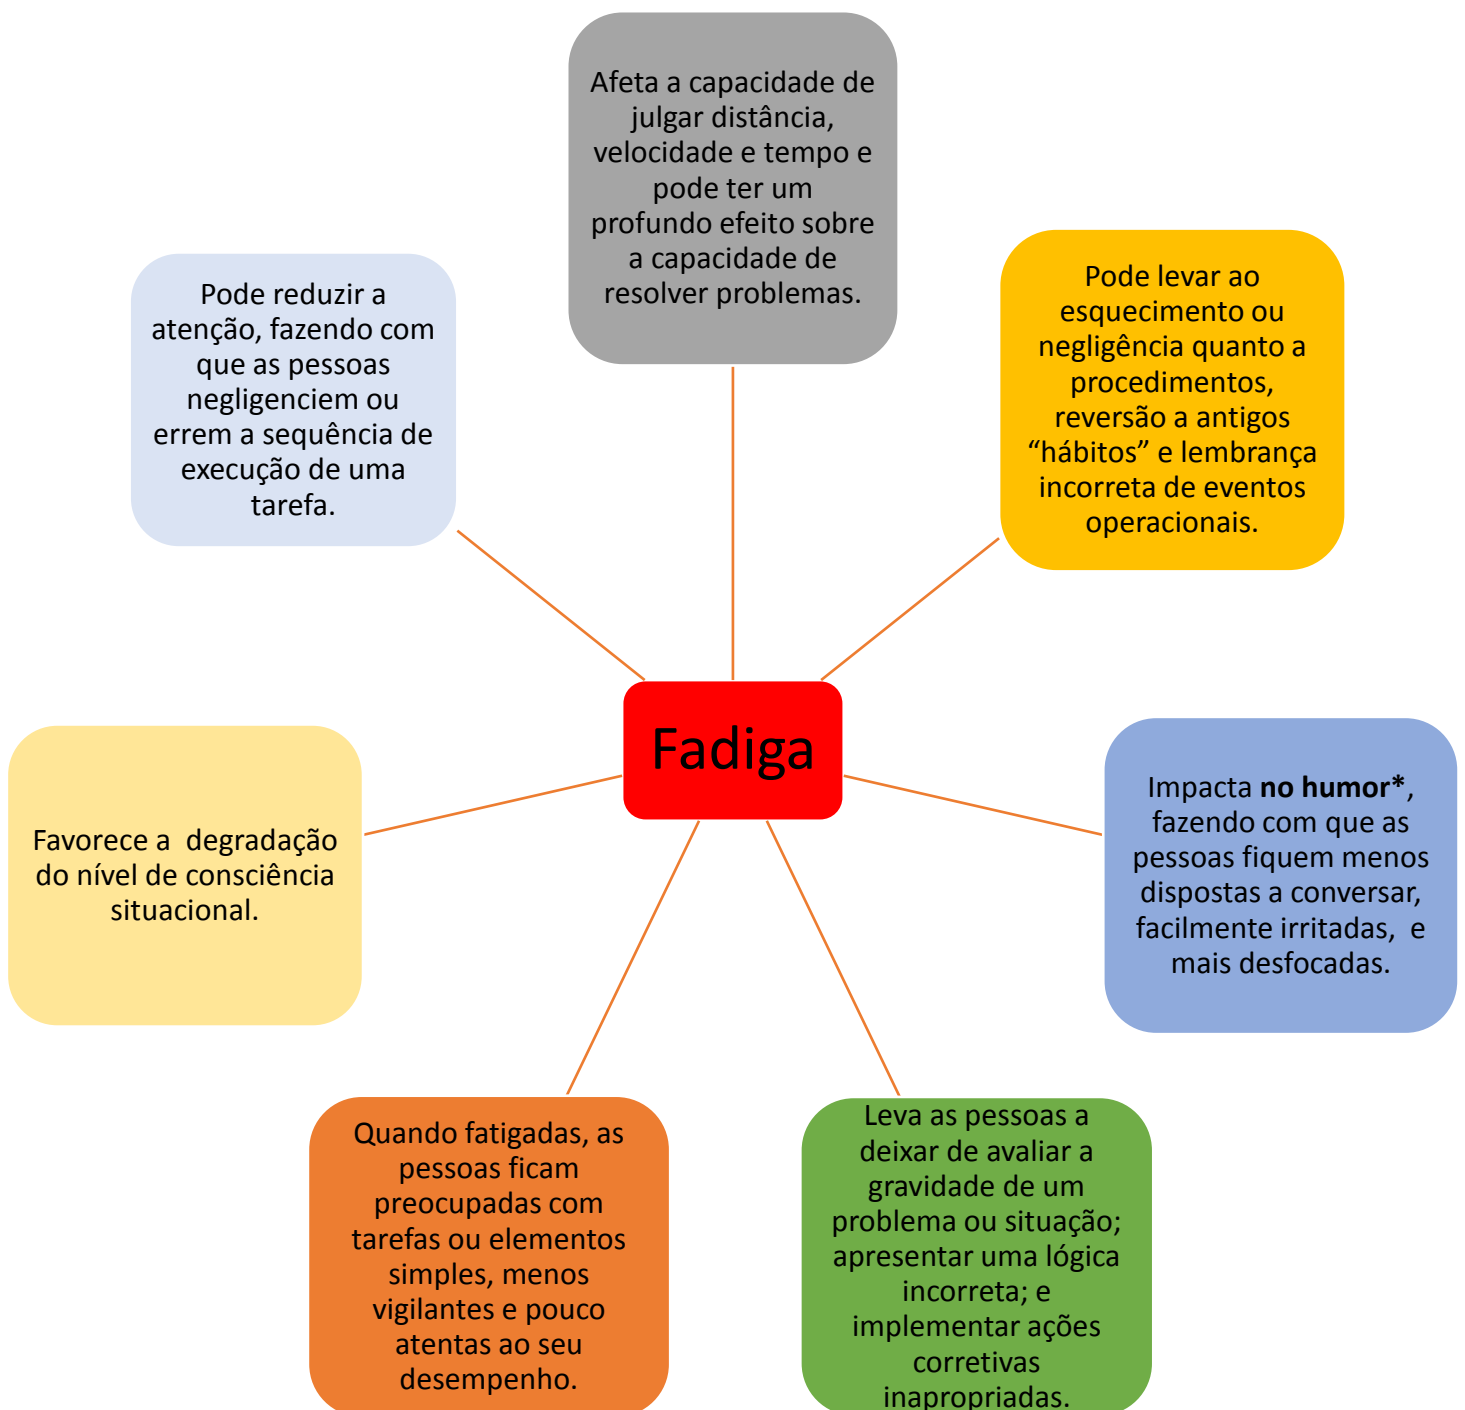 Afeta a capacidade de
julgar distância,
velocidade e tempo e
pode ter um
profundo efeito sobre
a capacidade de
resolver problemas.
Pode levar ao
esquecimento ou
negligência quanto a
procedimentos,
reversão a antigos
“hábitos” e lembrança
incorreta de eventos
operacionais.
Pode reduzir a
atenção, fazendo com
que as pessoas
negligenciem ou
errem a sequência de
execução de uma
tarefa.
Fadiga
Impacta no humor*,
fazendo com que as
pessoas fiquem menos
dispostas a conversar,
facilmente irritadas,  e
mais desfocadas.
Favorece a  degradação
do nível de consciência
situacional.
Quando fatigadas, as
pessoas ficam
preocupadas com
tarefas ou elementos
simples, menos
vigilantes e pouco
atentas ao seu
desempenho.
Leva as pessoas a
deixar de avaliar a
gravidade de um
problema ou situação;
apresentar uma lógica
incorreta; e
implementar ações
corretivas
inapropriadas.